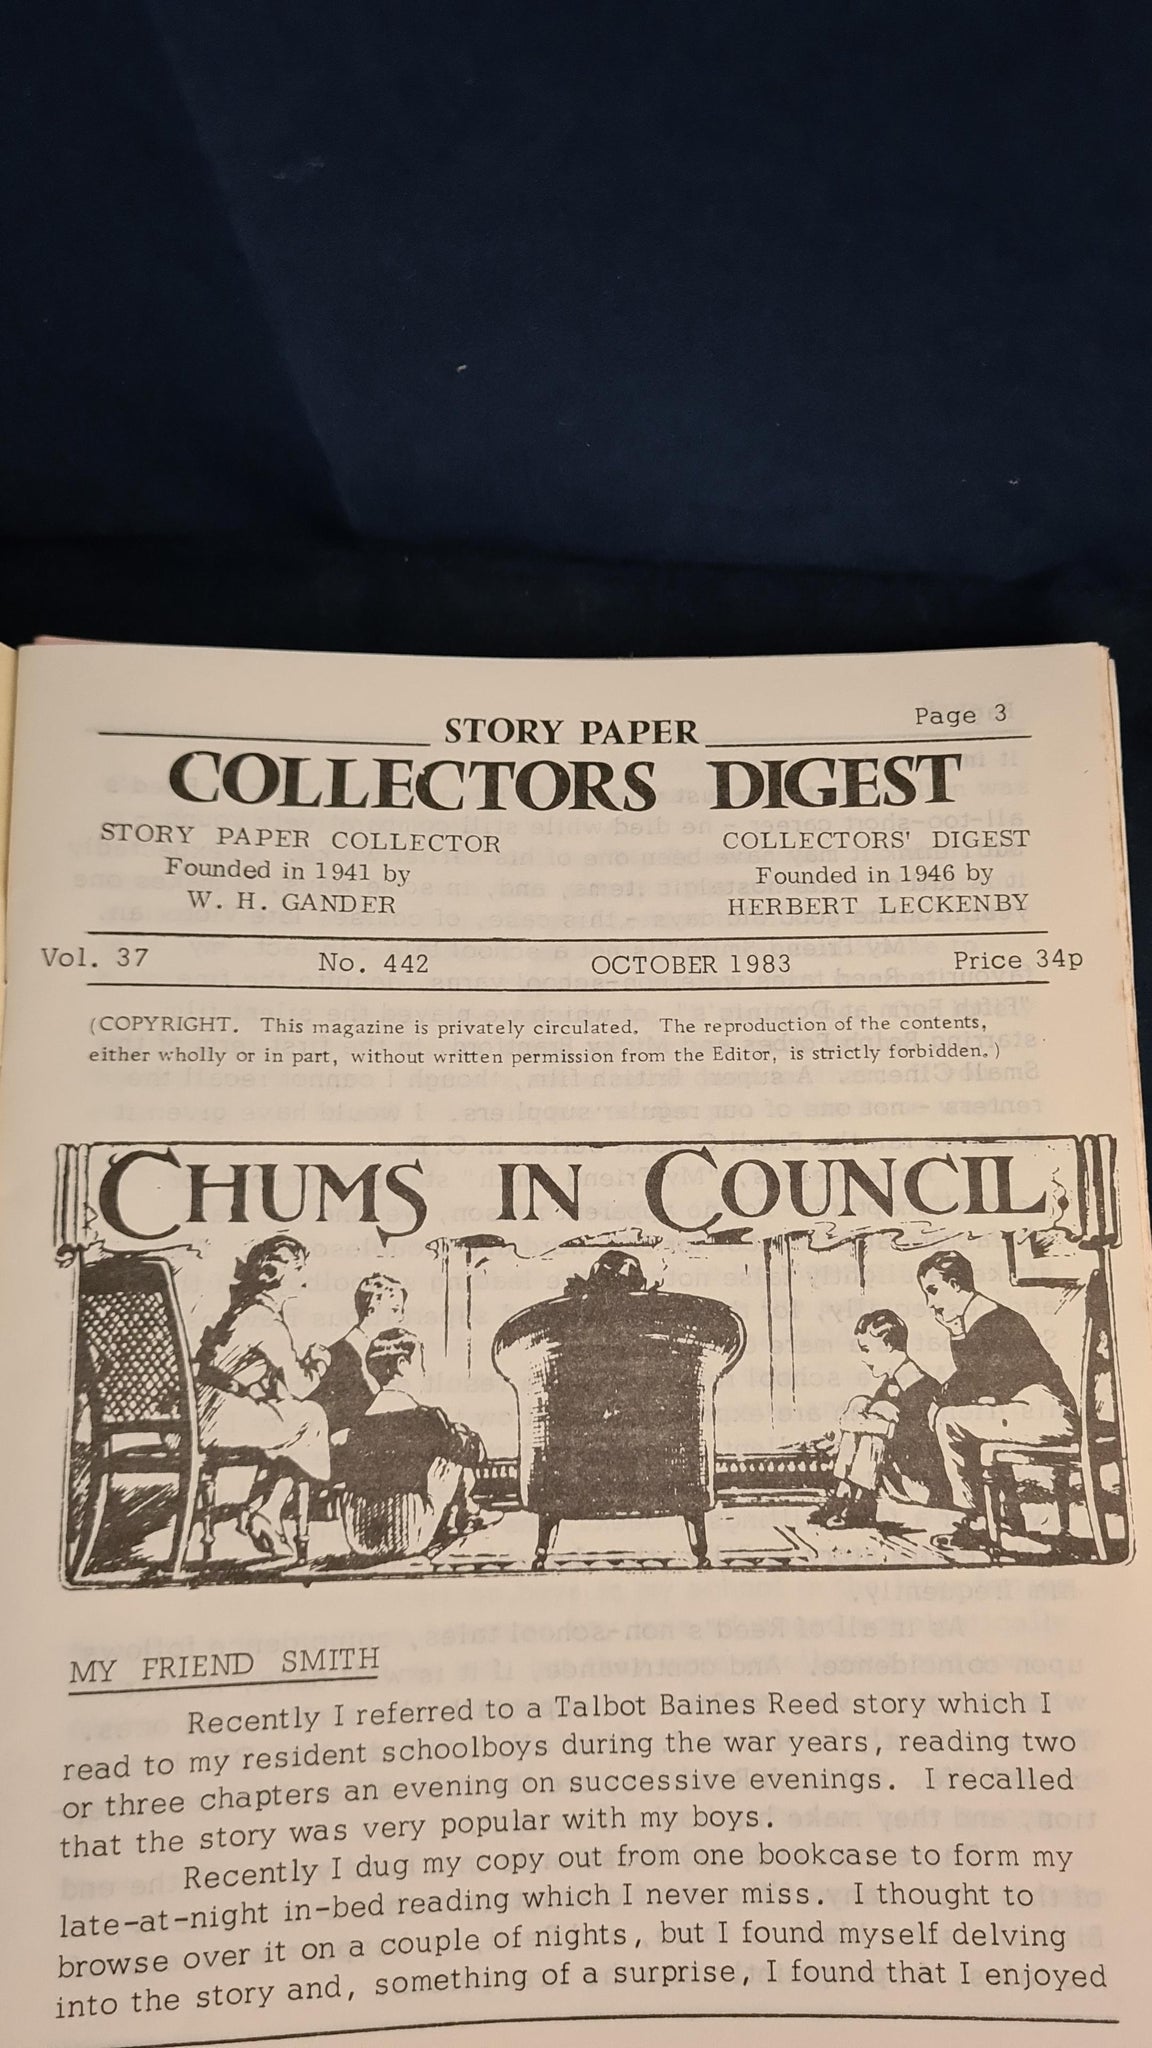 Page 3
STORY PAPER
COLLECTORS DIGEST
STORY PAPER COLLECTOR
Founded in 1941 by
W. H. GANDER
COLLECTORS' DIGEST
Founded in 1946 by
HERBERT LECKENBY
Vol. 37 No. 442 OCTOBER 1983 Price 34p
(COPYRIGHT. This magazine is privately circulated. The reproduction of the contents,
either wholly or in part, without written permission from the Editor, is strictly forbidden.)
CHUMS IN COUNCIL
MY FRIEND SMITH
Recently I referred to a Talbot Baines Reed story which I
read to my resident schoolboys during the war years, reading two
or three chapters an evening on successive evenings. I recalled
that the story was very popular with my boys.
Recently I dug my copy out from one bookcase to form my
late-at-night in-bed reading which I never miss. I thought to
browse over it on a couple of nights, but I found myself delving
into the story and, something of a surprise, I found that I enjoyed